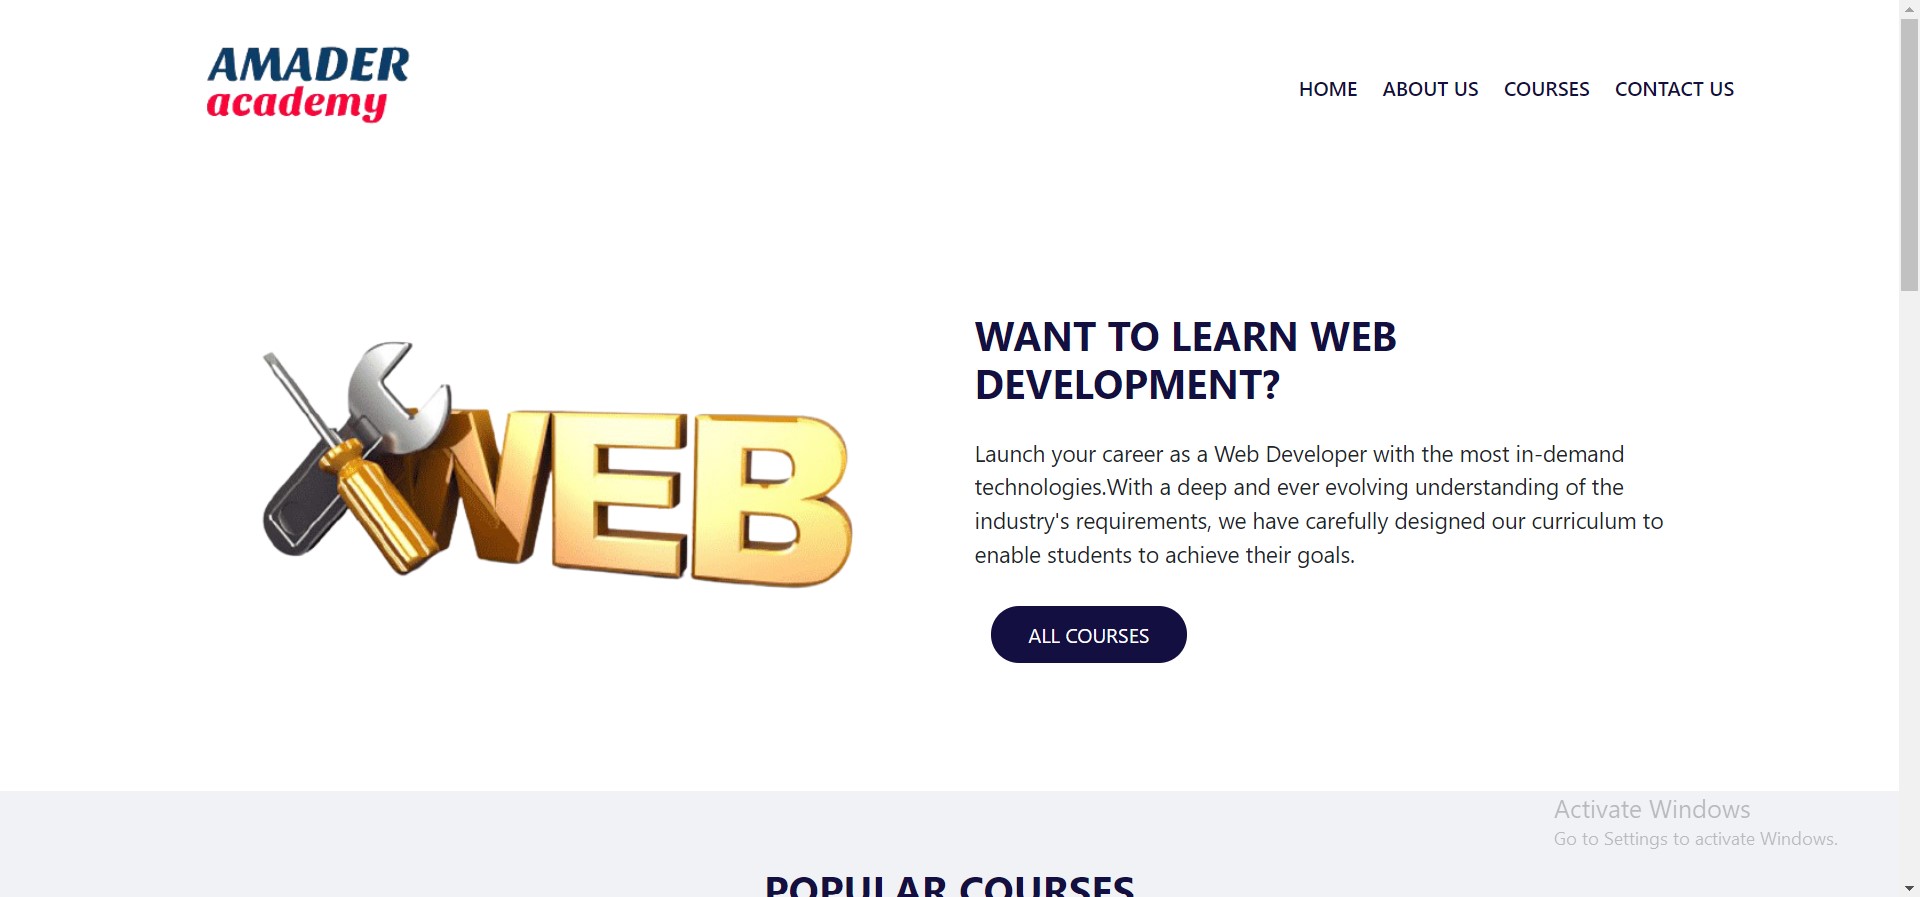 AMADER
academy
HOME ABOUT US COURSES CONTACT US
WEB
WANT TO LEARN WEB
DEVELOPMENT?
Launch your career as a Web Developer with the most in-demand
technologies.With a deep and ever evolving understanding of the
industry's requirements, we have carefully designed our curriculum to
enable students to achieve their goals.
ALL COURSES
Activate Windows
Go to Settings to activate Windows.
POPULAR COURSES